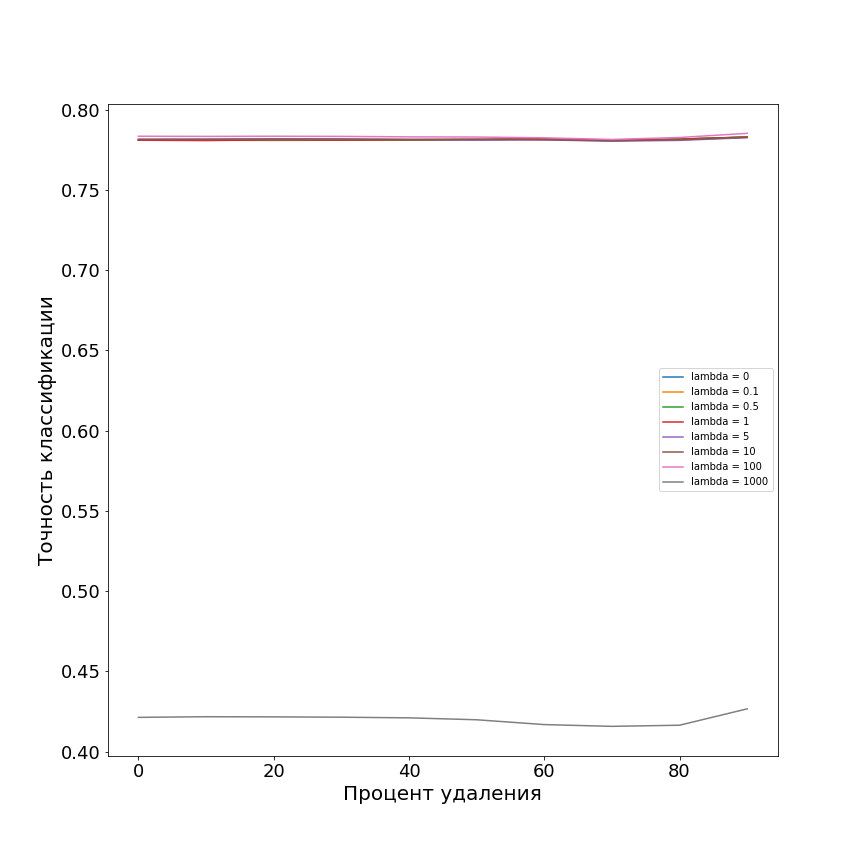 Точность классификации
0.80
0.75
0.70
0.65
0.60
0.55
0.50
0.45
0.40
lambda = 0
lambda = 0.1
lambda = 0.5
lambda = 1
lambda = 5
lambda = 10
lambda = 100
lambda = 1000
0 20 40 60 80
Процент удаления